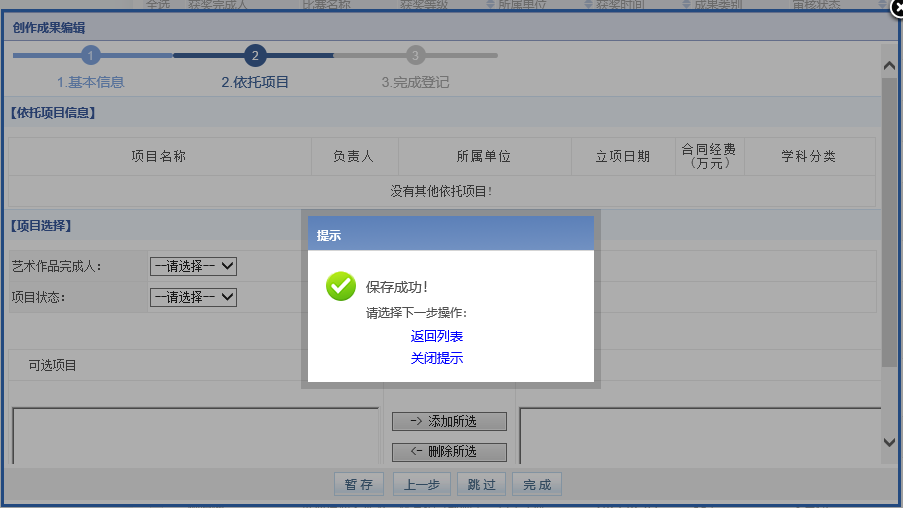 全选 获奖完成人 比赛名称 获奖等级 所属单位 获奖时间 成果类别 审核状态
创作成果编辑
1 2 3
1.基本信息 2.依托项目 3.完成登记
【依托项目信息】
项目名称 负责人 所属单位 立项日期 合同经费（万元） 学科分类
没有其他依托项目!
【项目选择】
提示
艺术作品完成人: --请选择--
保存成功!
项目状态: --请选择--
请选择下一步操作:
返回列表
关闭提示
可选项目
-> 添加所选
<- 删除所选
暂 存 上一步 跳 过 完 成